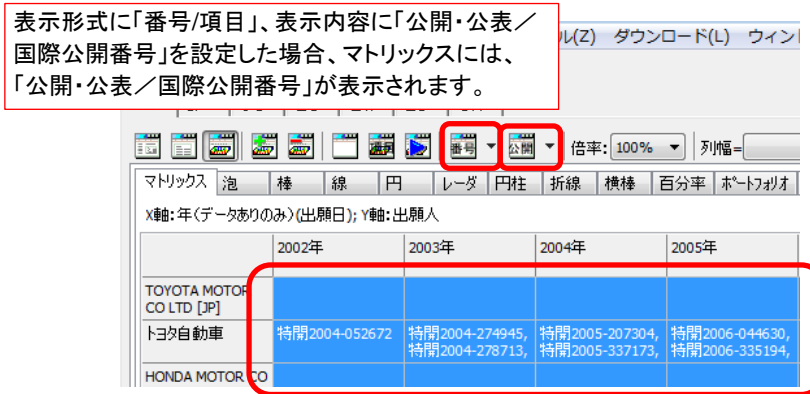 表示形式に「番号/項目」、表示内容に「公開・公表／
国際公開番号」を設定した場合、マトリックスには、
「公開・公表／国際公開番号」が表示されます。
ル(Z) ダウンロード(L) ウィン
番号 公開 倍率: 100% 列幅=
マトリックス 泡 棒 線 円 レーダ 円柱 折線 横棒 百分率 ポートフォリオ
X軸:年(データありのみ)(出願日); Y軸:出願人
2002年 2003年 2004年 2005年
TOYOTA MOTOR
CO LTD [JP]
トヨタ自動車 特開2004-052672 特開2004-274945, 特開2005-207304, 特開2006-044630,
特開2004-278713, 特開2005-337173, 特開2006-335194,
HONDA MOTOR CO